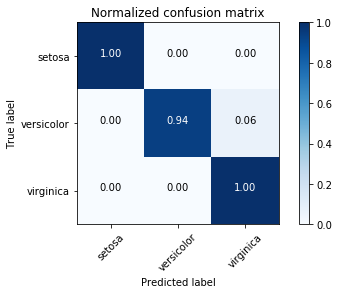 Normalized confusion matrix
True label
setosa 1.00 0.00 0.00
versicolor 0.00 0.94 0.06
virginica 0.00 0.00 1.00
setosa versicolor virginica
Predicted label
1.0
0.8
0.6
0.4
0.2
0.0